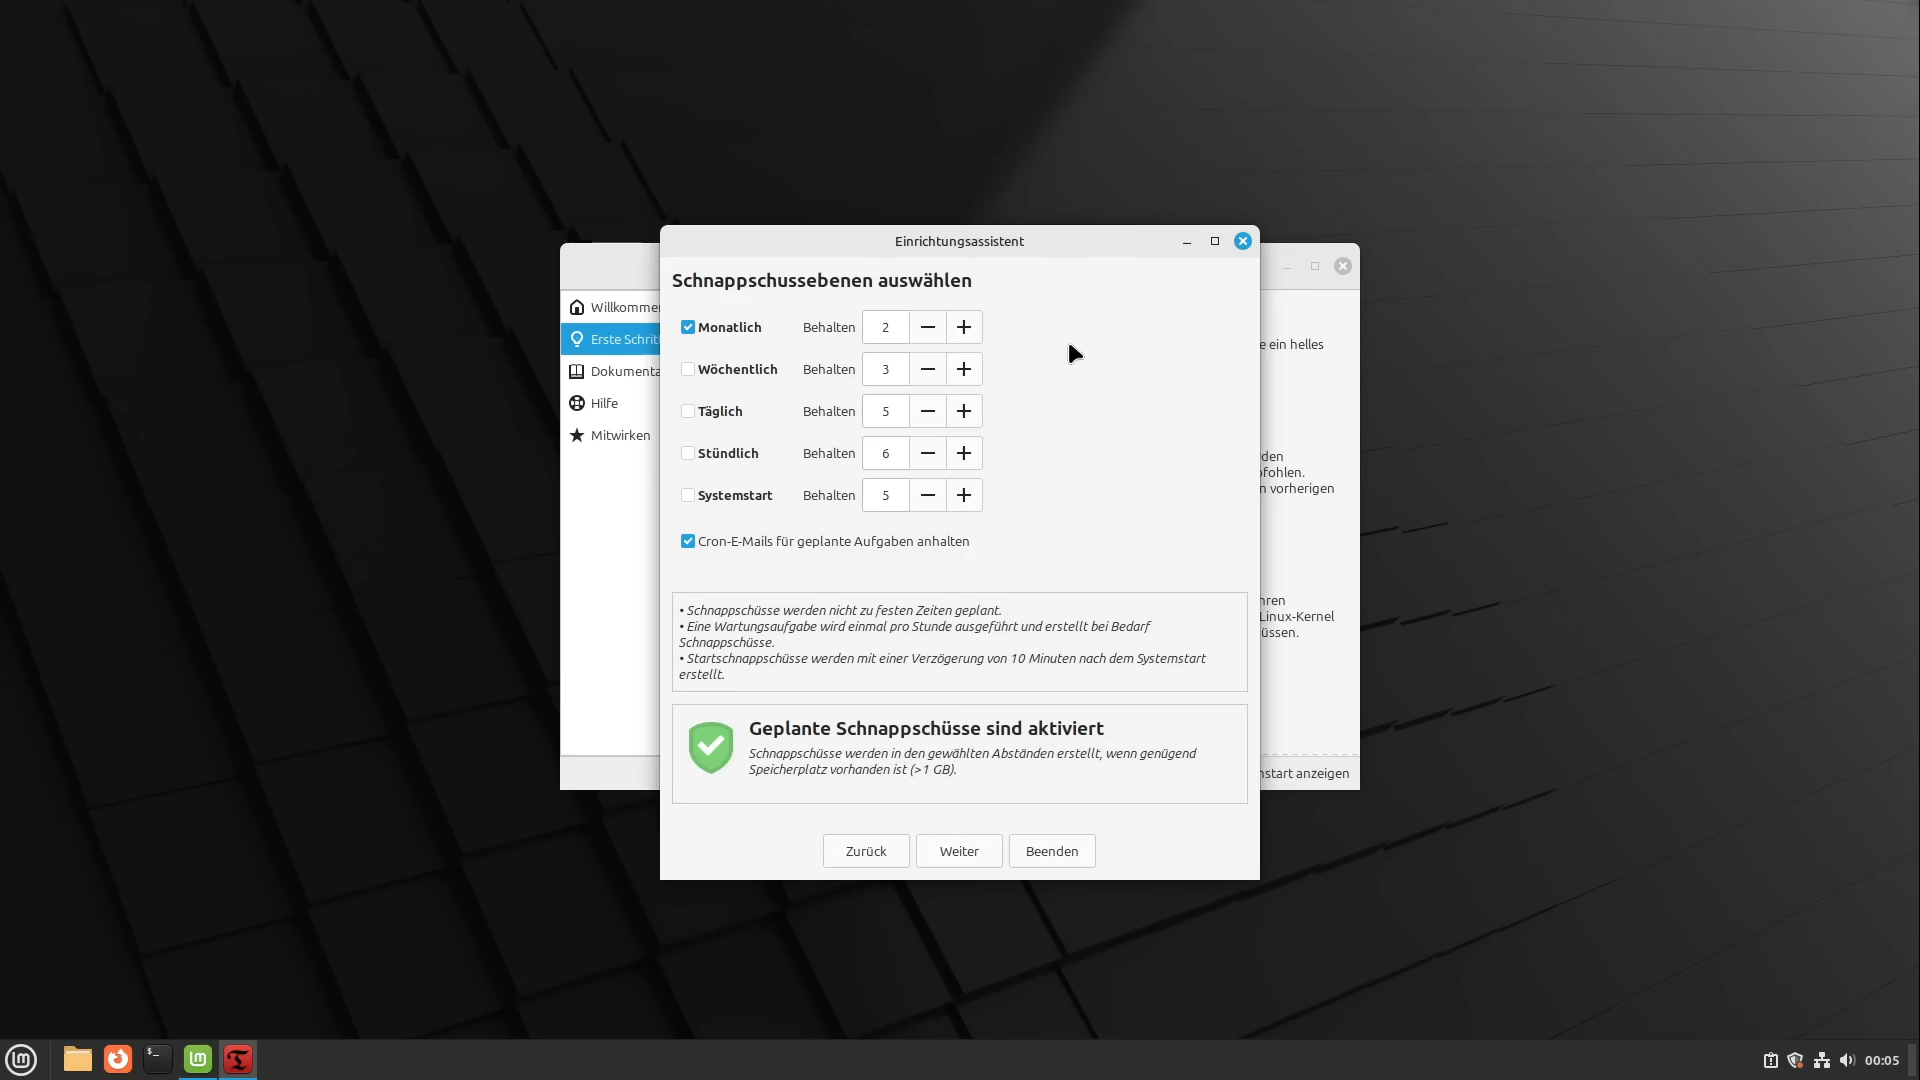 Einrichtungsassistent
Schnappschussebenen auswählen
Monatlich Behalten 2
Wöchentlich Behalten 3
Täglich Behalten 5
Stündlich Behalten 6
Systemstart Behalten 5
Cron-E-Mails für geplante Aufgaben anhalten
• Schnappschüsse werden nicht zu festen Zeiten geplant.
• Eine Wartungsaufgabe wird einmal pro Stunde ausgeführt und erstellt bei Bedarf
Schnappschüsse.
• Startschnappschüsse werden mit einer Verzögerung von 10 Minuten nach dem Systemstart
erstellt.
Geplante Schnappschüsse sind aktiviert
Schnappschüsse werden in den gewählten Abständen erstellt, wenn genügend
Speicherplatz vorhanden ist (>1 GB).
Zurück Weiter Beenden
Willkommen
Erste Schrit
Dokumenta
Hilfe
Mitwirken
e ein helles
den
pfohlen.
n vorherigen
hren
Linux-Kernel
üssen.
nstart anzeigen
00:05